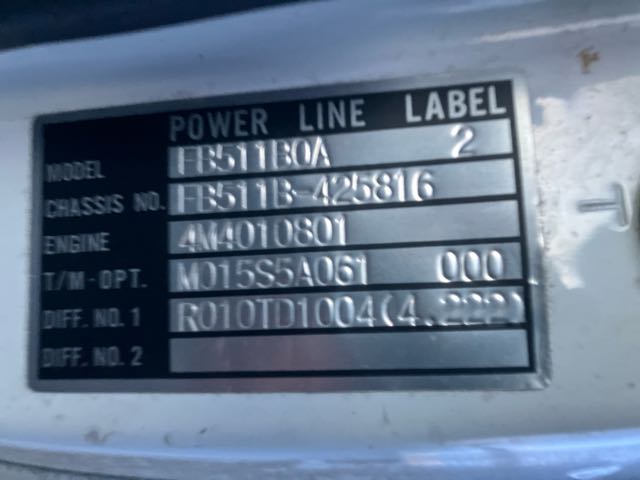 POWER LINE LABEL
MODEL FB511B0A 2
CHASSIS NO. FB511B-425816
ENGINE 4M4010801
T/M-OPT. M015S5A061 000
DIFF. NO. 1 R010TD1004(4.222)
DIFF. NO. 2